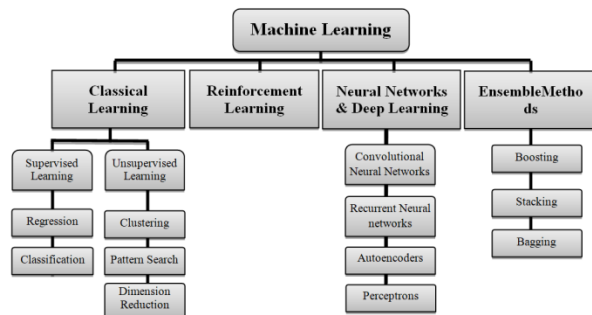 Machine Learning
Classical
Learning
Reinforcement
Learning
Neural Networks
& Deep Learning
EnsembleMetho
ds
Supervised
Learning
Unsupervised
Learning
Convolutional
Neural Networks
Boosting
Regression
Clustering
Recurrent Neural
networks
Stacking
Classification
Pattern Search
Autoencoders
Bagging
Dimension
Reduction
Perceptrons